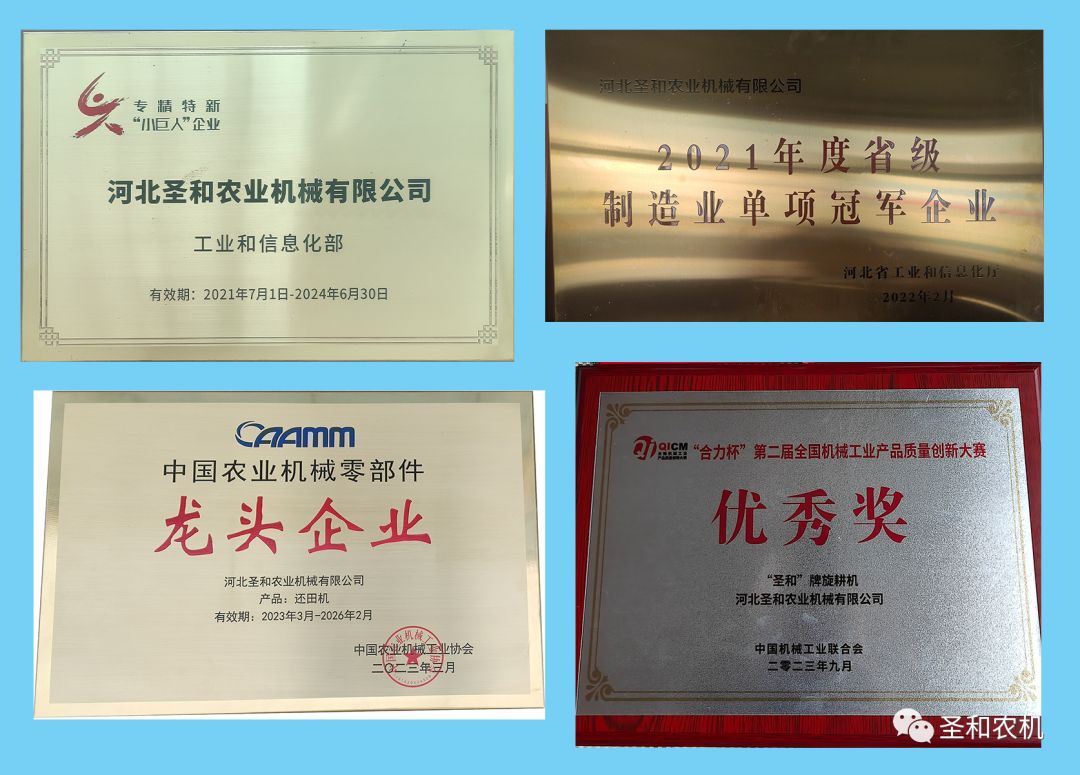 专精特新
“小巨人”企业
河北圣和农业机械有限公司
工业和信息化部
有效期：2021年7月1日-2024年6月30日
河北圣和农业机械有限公司
2021年度省级
制造业单项冠军企业
河北省工业和信息化厅
2022年2月
CAAMM
中国农业机械零部件
龙头企业
河北圣和农业机械有限公司
产品：还田机
有效期：2023年3月-2026年2月
中国农业机械工业协会
二〇二三年三月
QICM
“合力杯”第二届全国机械工业产品质量创新大赛
优秀奖
“圣和”牌旋耕机
河北圣和农业机械有限公司
中国机械工业联合会
二零二三年九月
圣和农机